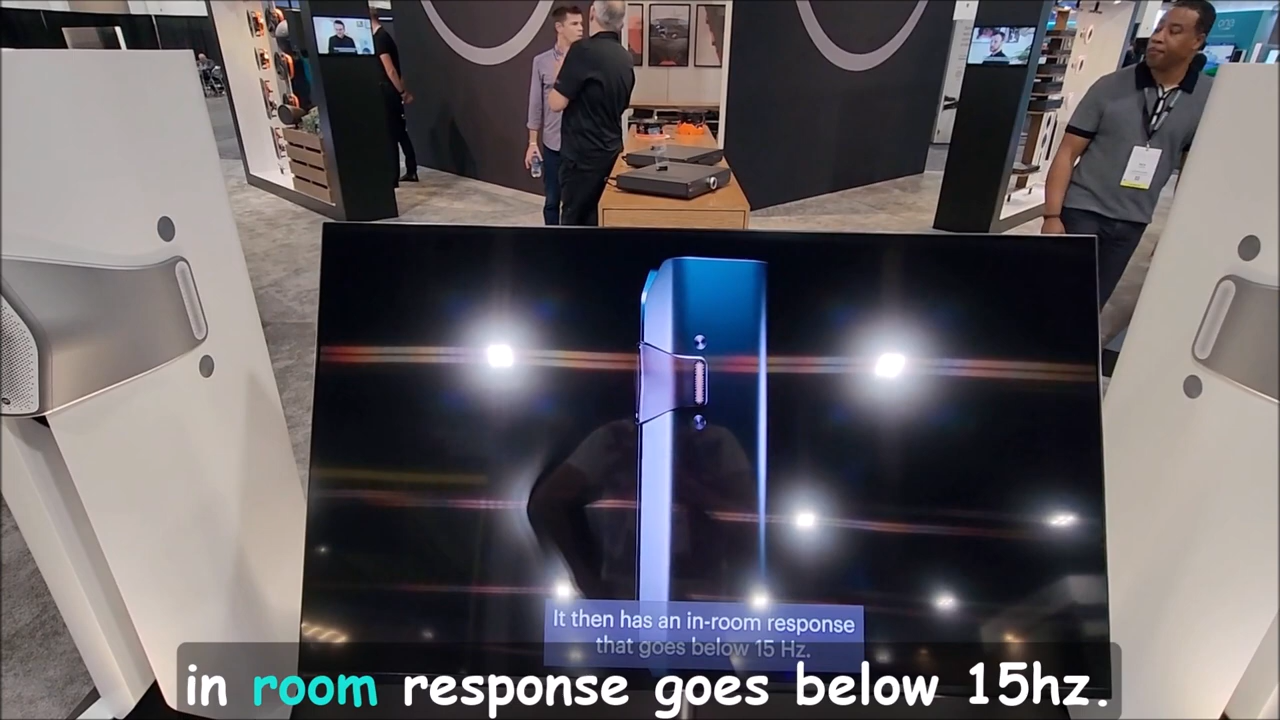 It then has an in-room response
that goes below 15 Hz.
in room response goes below 15hz.